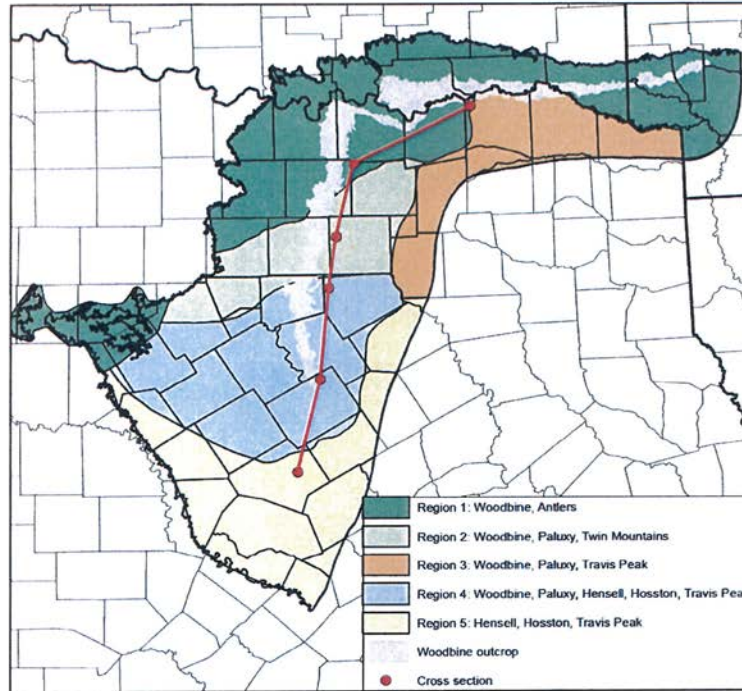 Region 1: Woodbine, Antlers
Region 2: Woodbine, Paluxy, Twin Mountains
Region 3: Woodbine, Paluxy, Travis Peak
Region 4: Woodbine, Paluxy, Hensell, Hosston, Travis Pea
Region 5: Hensell, Hosston, Travis Peak
Woodbine outcrop
Cross section